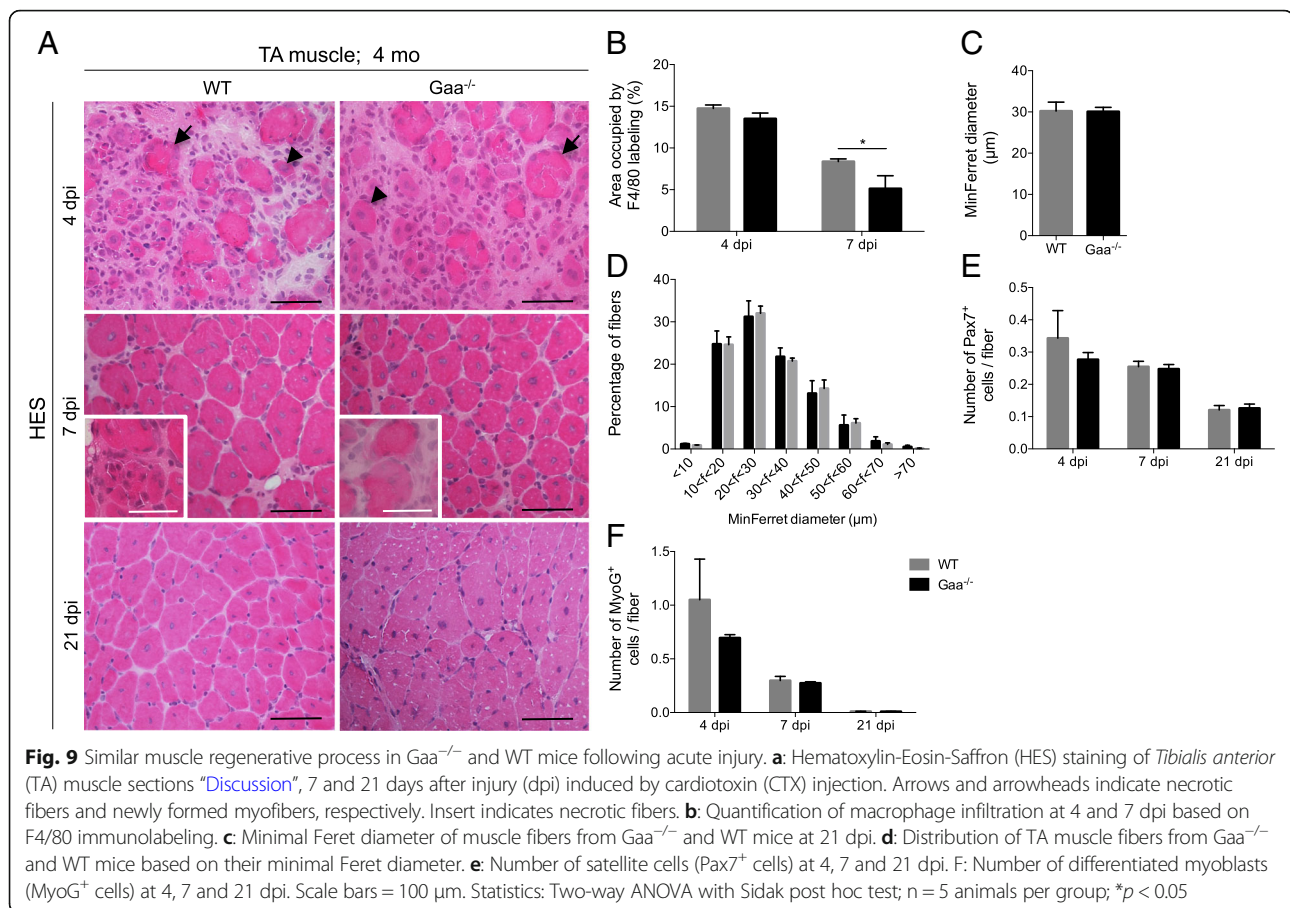 A
TA muscle; 4 mo
WT
Gaa-/-
HES
4 dpi
7 dpi
21 dpi
B
Area occupied by
F4/80 labeling (%)
20
15
10
5
0
*
4 dpi
7 dpi
C
MinFerret diameter
(µm)
40
30
20
10
0
WT
Gaa-/-
D
Percentage of fibers
40
30
20
10
0
<10
10<f<20
20<f<30
30<f<40
40<f<50
50<f<60
60<f<70
>70
MinFerret diameter (µm)
E
Number of Pax7+
cells / fiber
0.5
0.4
0.3
0.2
0.1
0.0
4 dpi
7 dpi
21 dpi
F
Number of MyoG+
cells / fiber
1.5
1.0
0.5
0.0
4 dpi
7 dpi
21 dpi
WT
Gaa-/-
Fig. 9 Similar muscle regenerative process in Gaa−/− and WT mice following acute injury. a: Hematoxylin-Eosin-Saffron (HES) staining of Tibialis anterior
(TA) muscle sections “Discussion”, 7 and 21 days after injury (dpi) induced by cardiotoxin (CTX) injection. Arrows and arrowheads indicate necrotic
fibers and newly formed myofibers, respectively. Insert indicates necrotic fibers. b: Quantification of macrophage infiltration at 4 and 7 dpi based on
F4/80 immunolabeling. c: Minimal Feret diameter of muscle fibers from Gaa−/− and WT mice at 21 dpi. d: Distribution of TA muscle fibers from Gaa−/−
and WT mice based on their minimal Feret diameter. e: Number of satellite cells (Pax7+ cells) at 4, 7 and 21 dpi. F: Number of differentiated myoblasts
(MyoG+ cells) at 4, 7 and 21 dpi. Scale bars = 100 µm. Statistics: Two-way ANOVA with Sidak post hoc test; n = 5 animals per group; *p < 0.05